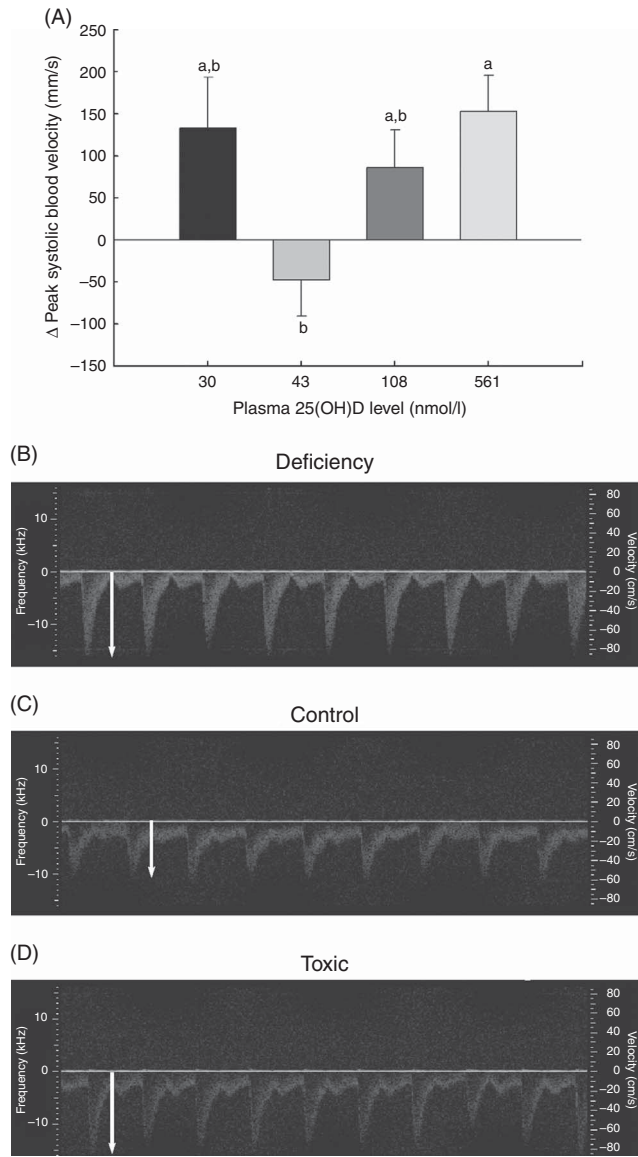 (A)
Δ Peak systolic blood velocity (mm/s)
250
200
150
100
50
0
−50
−100
−150
a,b
b
a,b
a
30 43 108 561
Plasma 25(OH)D level (nmol/l)
(B)
Deficiency
Frequency (kHz)
10
0
−10
80
60
40
20
0
−20
−40
−60
−80
Velocity (cm/s)
(C)
Control
Frequency (kHz)
10
0
−10
80
60
40
20
0
−20
−40
−60
−80
Velocity (cm/s)
(D)
Toxic
Frequency (kHz)
10
0
−10
80
60
40
20
0
−20
−40
−60
−80
Velocity (cm/s)